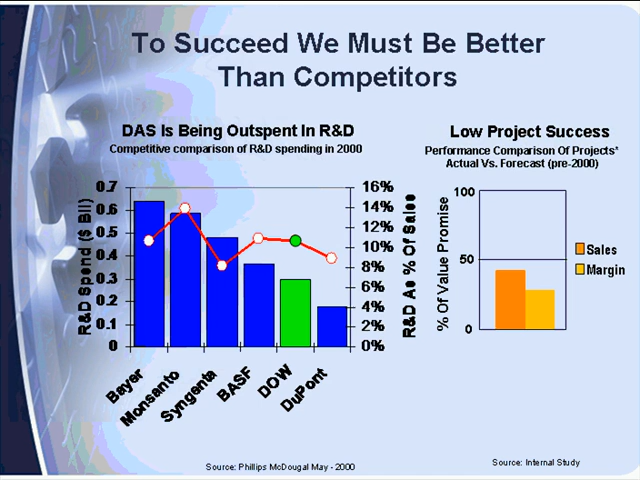 To Succeed We Must Be Better
Than Competitors
DAS Is Being Outspent In R&D
Competitive comparison of R&D spending in 2000
R&D Spend ($ Bil)
0.7
0.6
0.5
0.4
0.3
0.2
0.1
0
16%
14%
12%
10%
8%
6%
4%
2%
0%
R&D As % Of Sales
Bayer
Monsanto
Syngenta
BASF
DOW
DuPont
Source: Phillips McDougal May - 2000
Low Project Success
Performance Comparison Of Projects*
Actual Vs. Forecast (pre-2000)
% Of Value Promise
100
50
0
Sales
Margin
Source: Internal Study